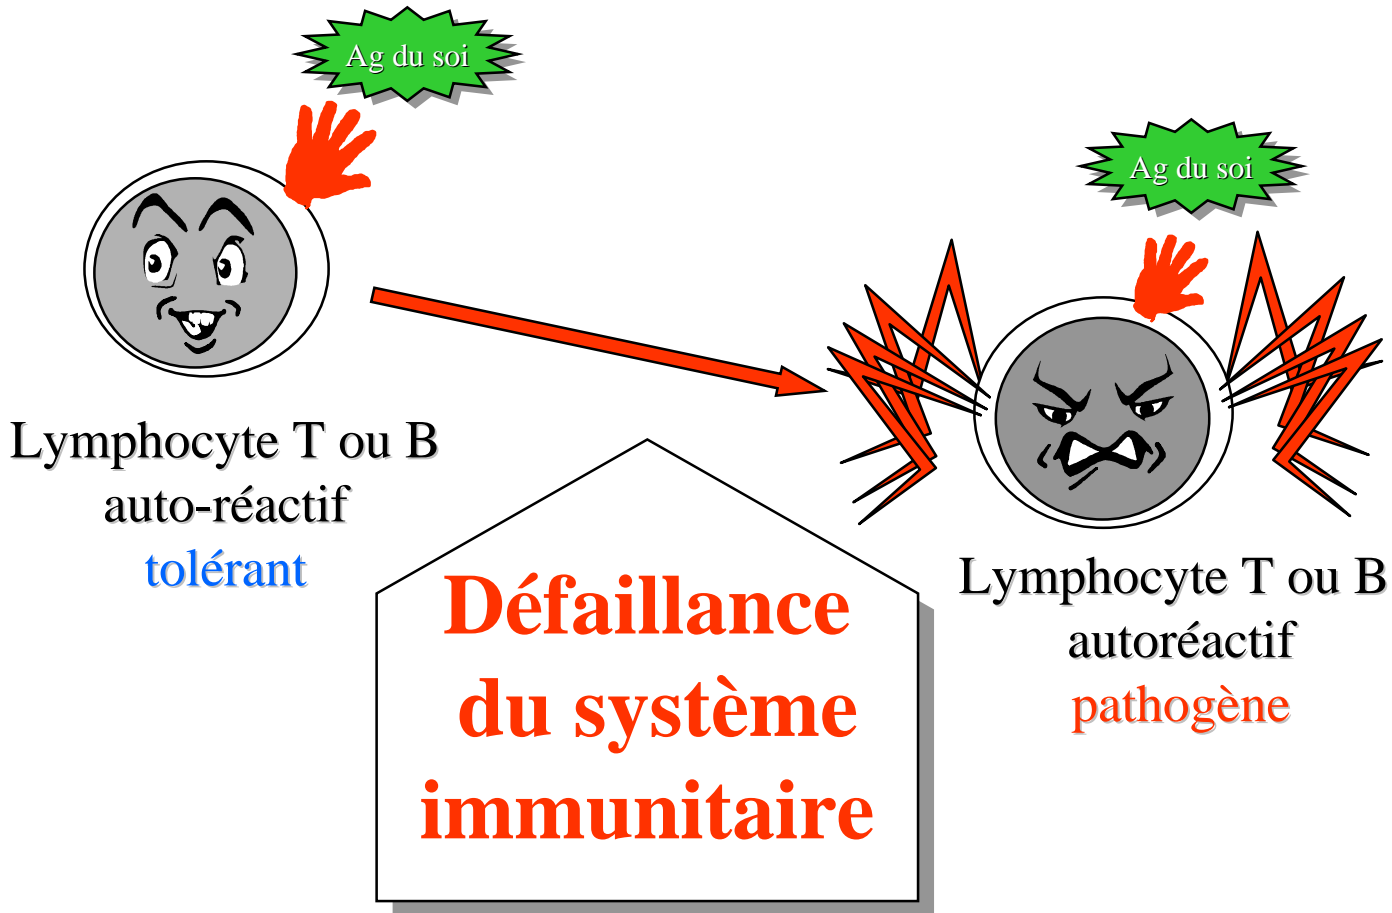 Ag du soi
Lymphocyte T ou B
auto-réactif
tolérant
Défaillance
du système
immunitaire
Ag du soi
Lymphocyte T ou B
autoréactif
pathogène